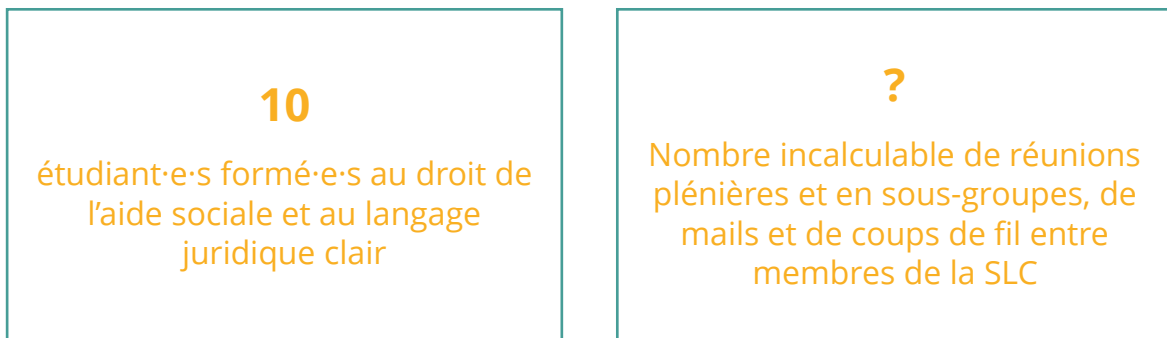 10
étudiant·e·s formé·e·s au droit de
l’aide sociale et au langage
juridique clair
?
Nombre incalculable de réunions
plénières et en sous-groupes, de
mails et de coups de fil entre
membres de la SLC